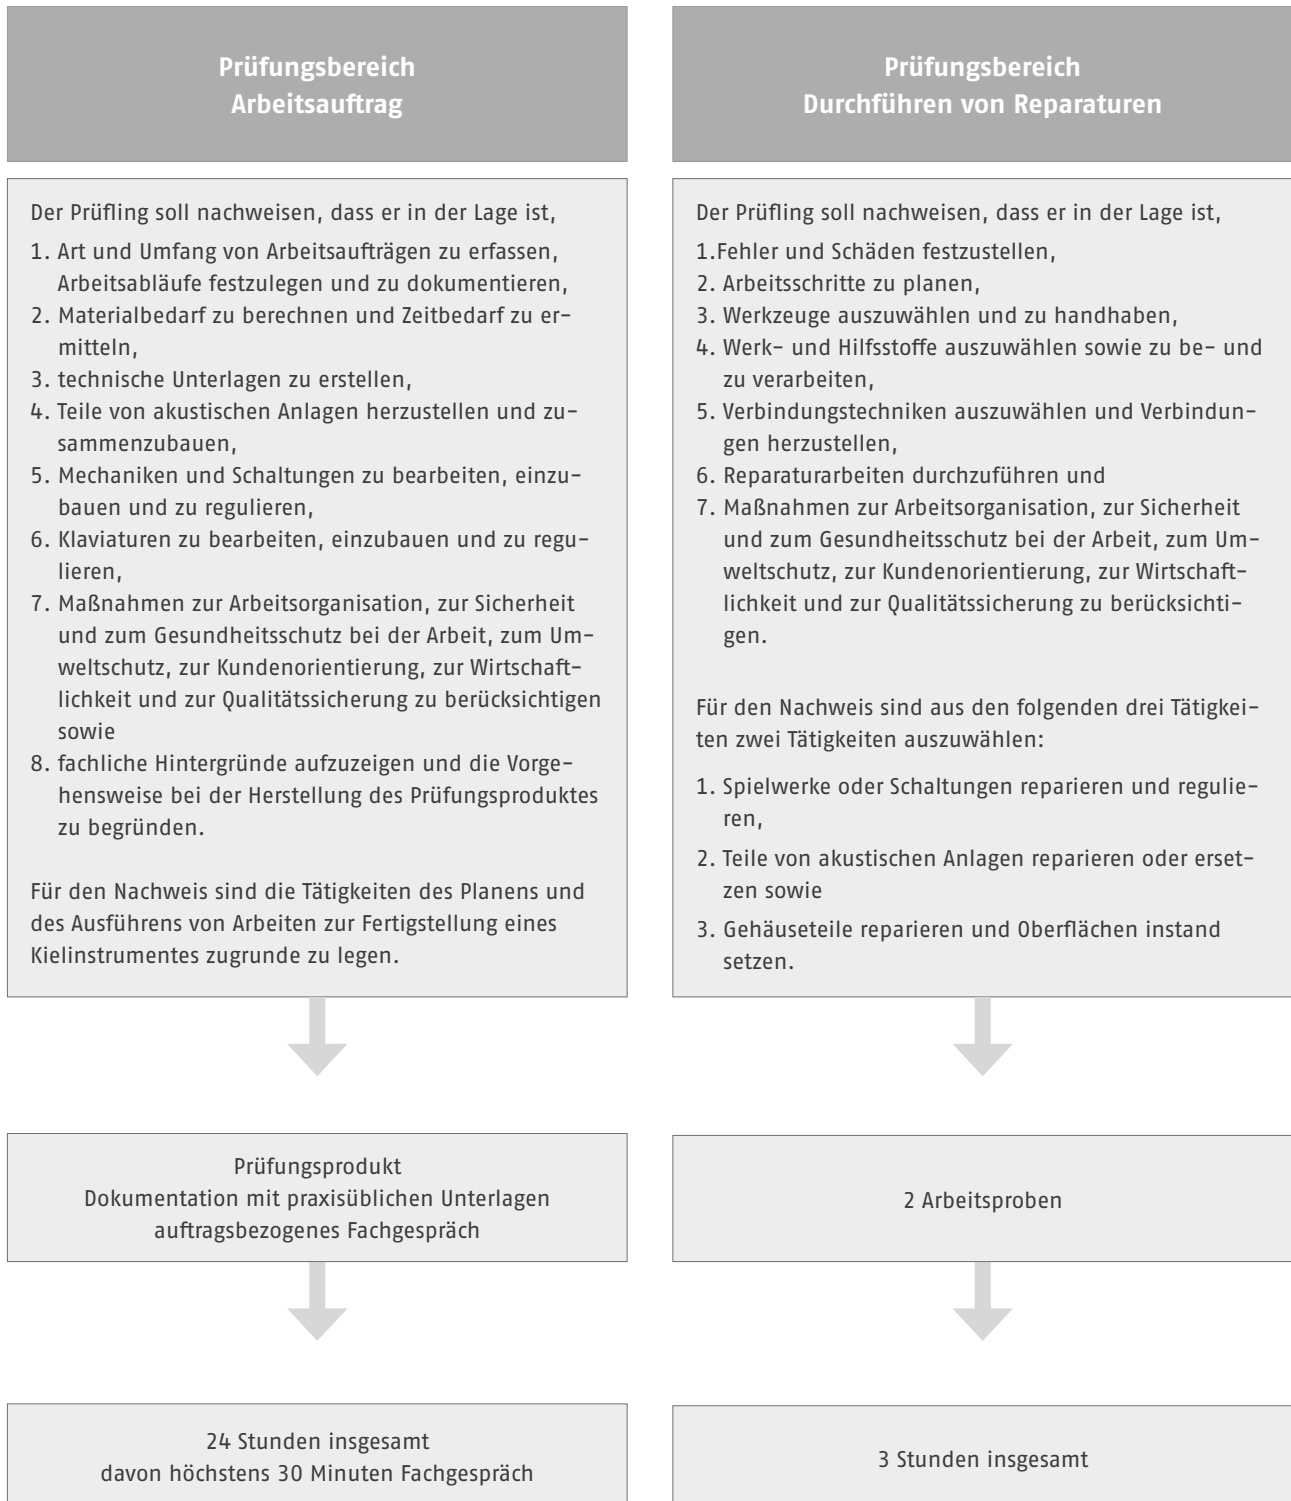 Prüfungsbereich
Arbeitsauftrag
Der Prüfling soll nachweisen, dass er in der Lage ist,
1. Art und Umfang von Arbeitsaufträgen zu erfassen,
Arbeitsabläufe festzulegen und zu dokumentieren,
2. Materialbedarf zu berechnen und Zeitbedarf zu er-
mitteln,
3. technische Unterlagen zu erstellen,
4. Teile von akustischen Anlagen herzustellen und zu-
sammenzubauen,
5. Mechaniken und Schaltungen zu bearbeiten, einzu-
bauen und zu regulieren,
6. Klaviaturen zu bearbeiten, einzubauen und zu regu-
lieren,
7. Maßnahmen zur Arbeitsorganisation, zur Sicherheit
und zum Gesundheitsschutz bei der Arbeit, zum Um-
weltschutz, zur Kundenorientierung, zur Wirtschaft-
lichkeit und zur Qualitätssicherung zu berücksichtigen
sowie
8. fachliche Hintergründe aufzuzeigen und die Vorge-
hensweise bei der Herstellung des Prüfungsproduktes
zu begründen.
Für den Nachweis sind die Tätigkeiten des Planens und
des Ausführens von Arbeiten zur Fertigstellung eines
Kielinstrumentes zugrunde zu legen.
Prüfungsprodukt
Dokumentation mit praxisüblichen Unterlagen
auftragsbezogenes Fachgespräch
24 Stunden insgesamt
davon höchstens 30 Minuten Fachgespräch
Prüfungsbereich
Durchführen von Reparaturen
Der Prüfling soll nachweisen, dass er in der Lage ist,
1.Fehler und Schäden festzustellen,
2. Arbeitsschritte zu planen,
3. Werkzeuge auszuwählen und zu handhaben,
4. Werk- und Hilfsstoffe auszuwählen sowie zu be- und
zu verarbeiten,
5. Verbindungstechniken auszuwählen und Verbindun-
gen herzustellen,
6. Reparaturarbeiten durchzuführen und
7. Maßnahmen zur Arbeitsorganisation, zur Sicherheit
und zum Gesundheitsschutz bei der Arbeit, zum Um-
weltschutz, zur Kundenorientierung, zur Wirtschaft-
lichkeit und zur Qualitätssicherung zu berücksichti-
gen.
Für den Nachweis sind aus den folgenden drei Tätigkei-
ten zwei Tätigkeiten auszuwählen:
1. Spielwerke oder Schaltungen reparieren und regulie-
ren,
2. Teile von akustischen Anlagen reparieren oder erset-
zen sowie
3. Gehäuseteile reparieren und Oberflächen instand
setzen.
2 Arbeitsproben
3 Stunden insgesamt